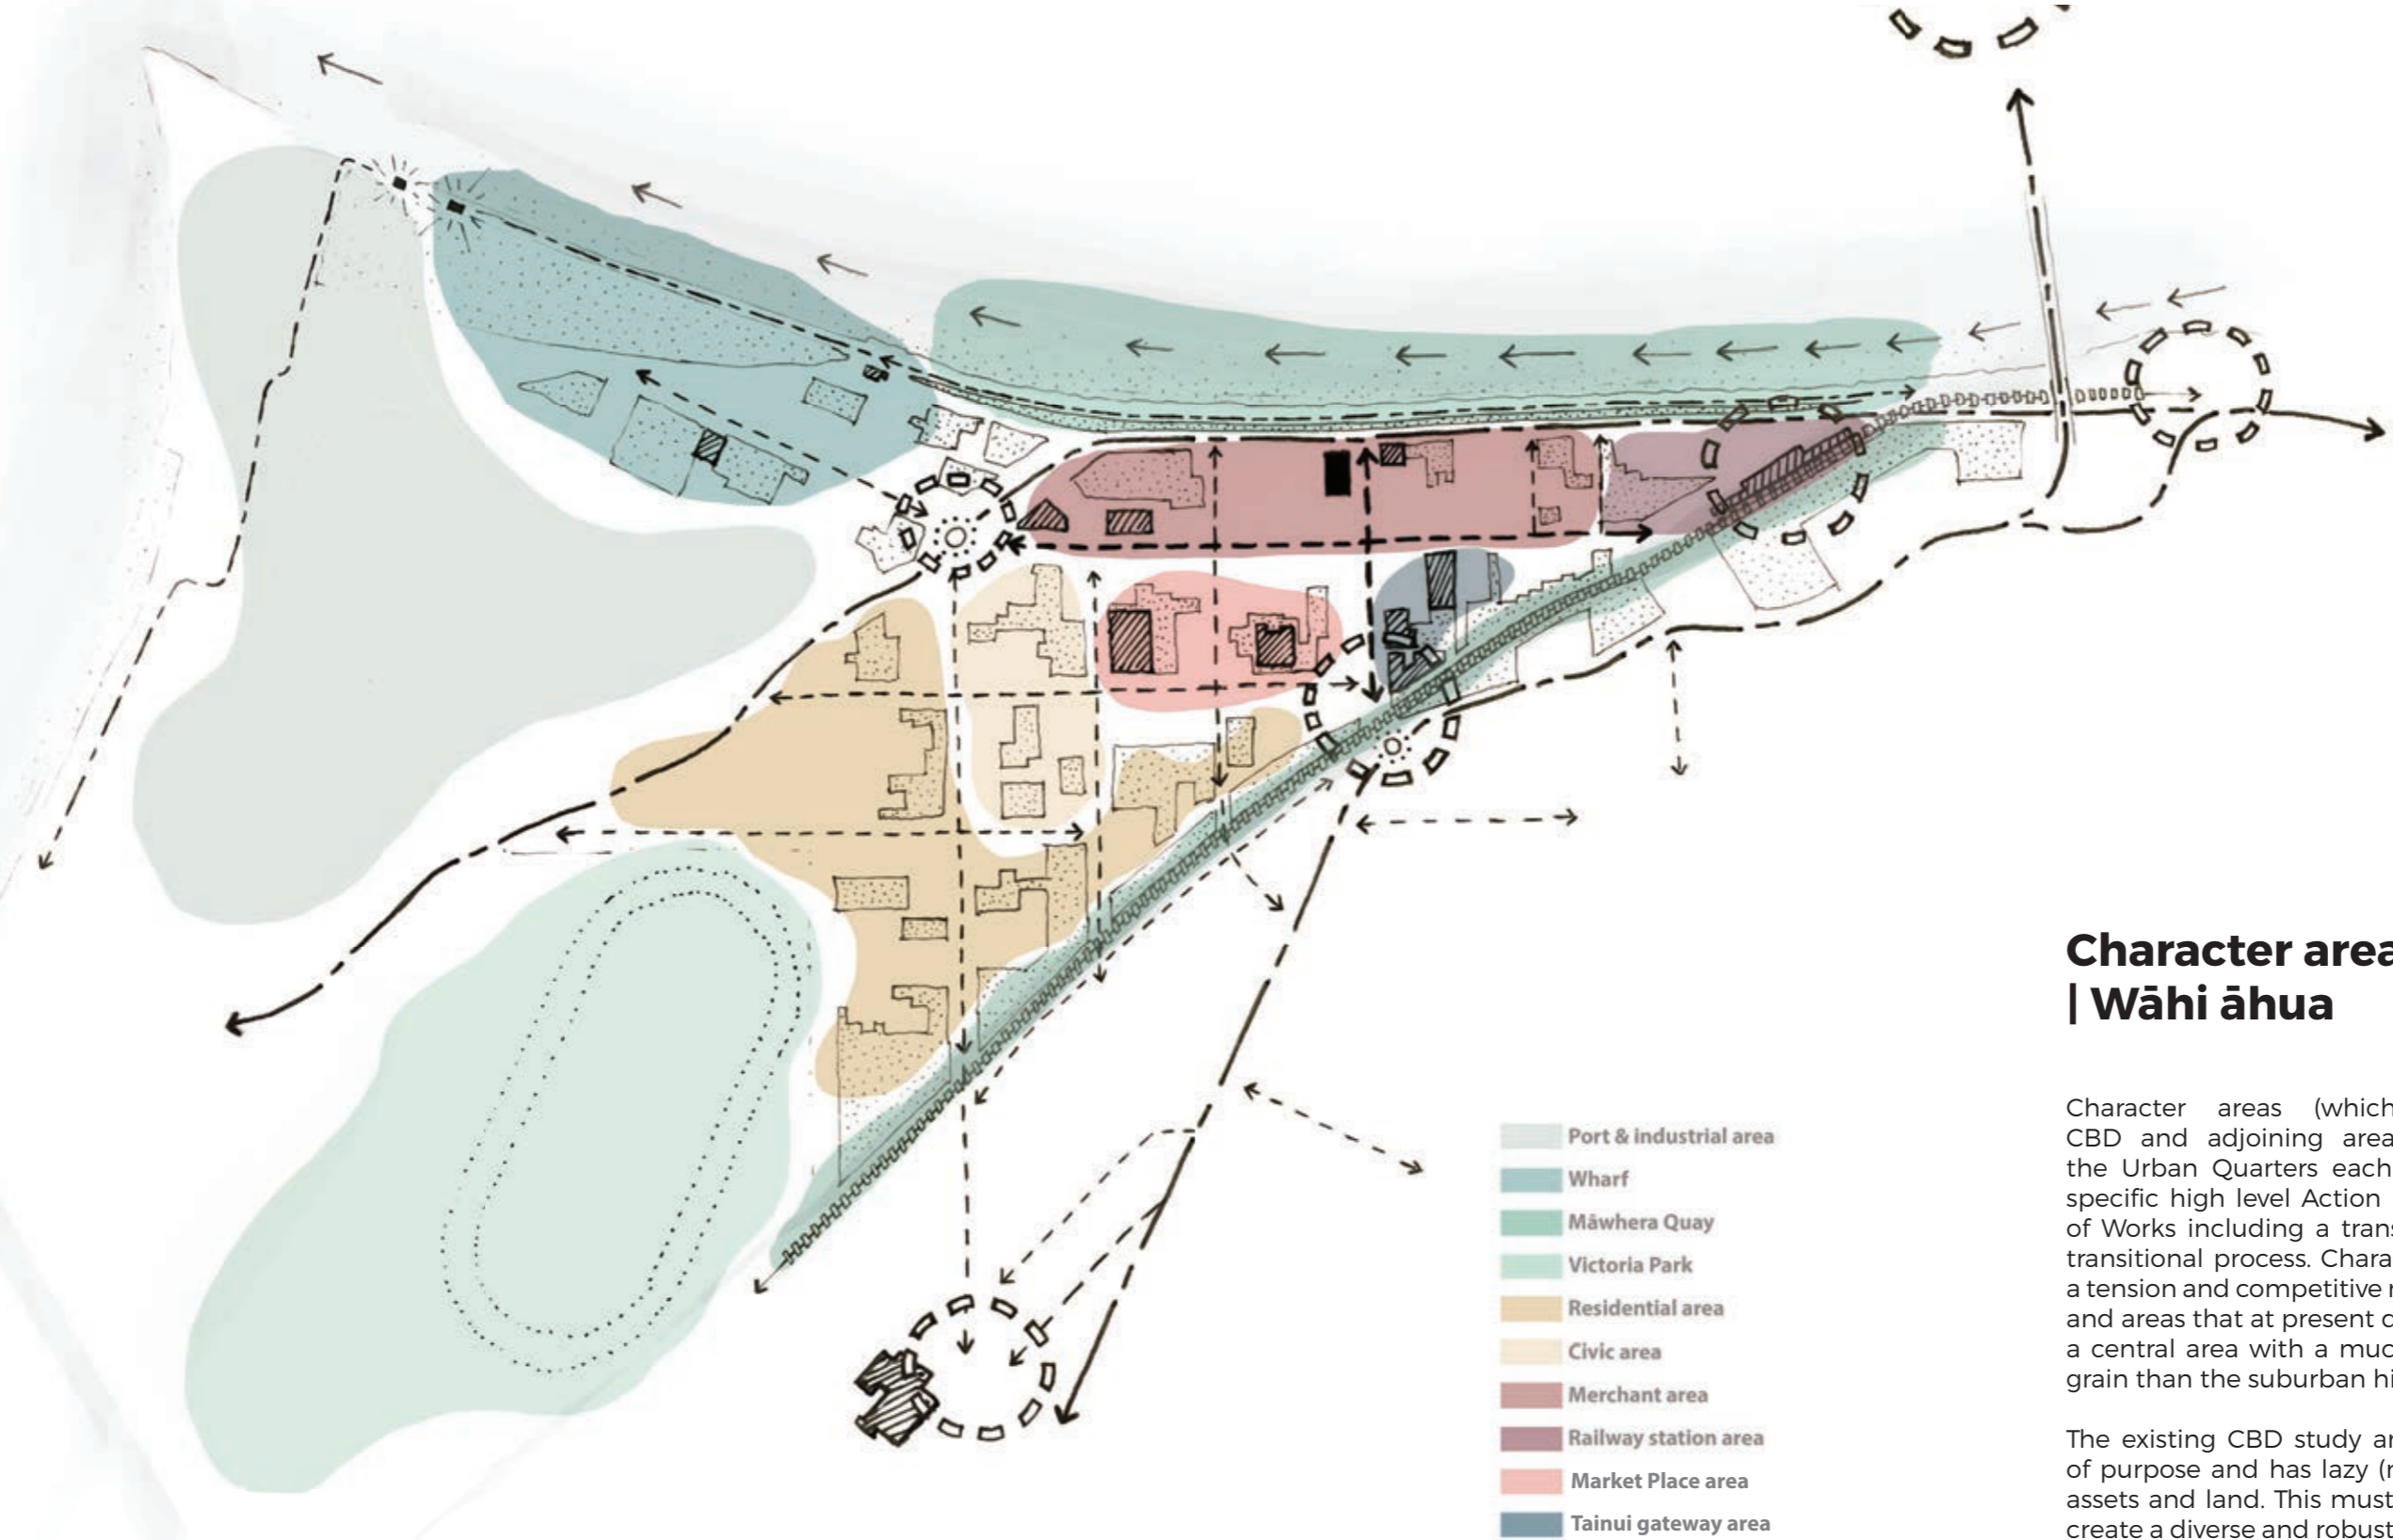 Port & industrial area
Wharf
Māwhera Quay
Victoria Park
Residential area
Civic area
Merchant area
Railway station area
Market Place area
Tainui gateway area
Character area
| Wāhi āhua
Character areas (which
CBD and adjoining area
the Urban Quarters each
specific high level Action
of Works including a trans
transitional process. Chara
a tension and competitive
and areas that at present
a central area with a muc
grain than the suburban hi
The existing CBD study ar
of purpose and has lazy
assets and land. This must
create a diverse and robust